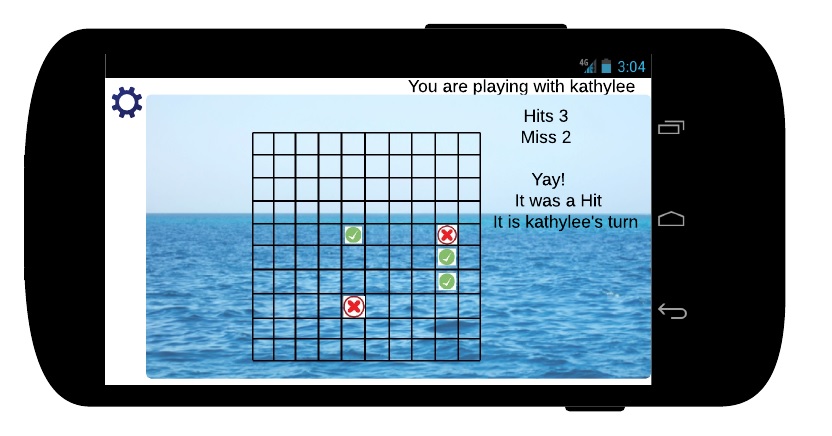 4G
3:04
You are playing with kathylee
Hits 3
Miss 2
Yay!
It was a Hit
It is kathylee's turn